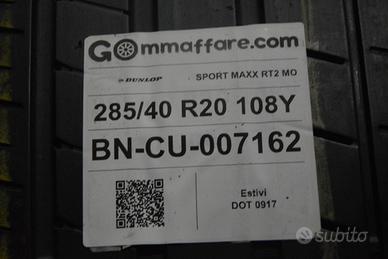 GOmmaffare.com
DUNLOP SPORT MAXX RT2 MO
285/40 R20 108Y
BN-CU-007162
Estivi
DOT 0917
subito